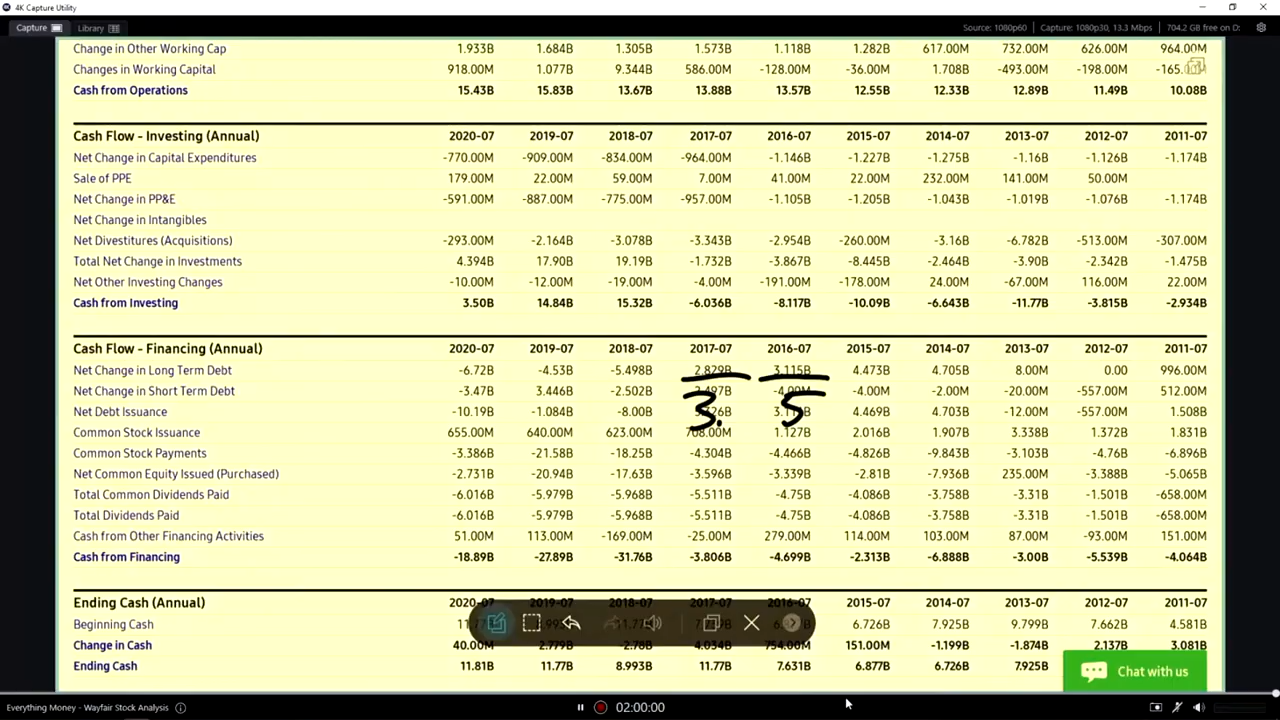 4K Capture Utility
Capture Library Source: 1080p60 Capture: 1080p30, 13.3 Mbps 704.2 GB free on D:
Change in Other Working Cap 1.933B 1.684B 1.305B 1.573B 1.118B 1.282B 617.00M 732.00M 626.00M 964.00M
Changes in Working Capital 918.00M 1.077B 9.344B 586.00M -128.00M -36.00M 1.708B -493.00M -198.00M
Cash from Operations 15.43B 15.83B 13.67B 13.88B 13.57B 12.55B 12.33B 12.89B 11.49B 10.08B
Cash Flow - Investing (Annual) 2020-07 2019-07 2018-07 2017-07 2016-07 2015-07 2014-07 2013-07 2012-07 2011-07
Net Change in Capital Expenditures -770.00M -909.00M -834.00M -964.00M -1.146B -1.227B -1.275B -1.16B -1.126B -1.174B
Sale of PPE 179.00M 22.00M 59.00M 7.00M 41.00M 22.00M 232.00M 141.00M 50.00M
Net Change in PP&E -591.00M -887.00M -775.00M -957.00M -1.105B -1.205B -1.043B -1.019B -1.076B -1.174B
Net Change in Intangibles
Net Divestitures (Acquisitions) -293.00M -2.164B -3.078B -3.343B -2.954B -260.00M -3.16B -6.782B -513.00M -307.00M
Total Net Change in Investments 4.394B 17.90B 19.19B -1.732B -3.867B -8.445B -2.464B -3.90B -2.342B -1.475B
Net Other Investing Changes -10.00M -12.00M -19.00M -4.00M -191.00M -178.00M 24.00M -67.00M 116.00M 22.00M
Cash from Investing 3.50B 14.84B 15.32B -6.036B -8.117B -10.09B -6.643B -11.77B -3.815B -2.934B
Cash Flow - Financing (Annual) 2020-07 2019-07 2018-07 2017-07 2016-07 2015-07 2014-07 2013-07 2012-07 2011-07
Net Change in Long Term Debt -6.72B -4.53B -5.498B 2.829B 3.115B 4.473B 4.705B 8.00M 0.00 996.00M
Net Change in Short Term Debt -3.47B 3.446B -2.502B -4.00M -4.00M -2.00M -20.00M -557.00M 512.00M
3. 5
Net Debt Issuance -10.19B -1.084B -8.00B 4.469B 4.703B -12.00M -557.00M 1.508B
Common Stock Issuance 655.00M 640.00M 623.00M 708.00M 1.127B 2.016B 1.907B 3.338B 1.372B 1.831B
Common Stock Payments -3.386B -21.58B -18.25B -4.304B -4.466B -4.826B -9.843B -3.103B -4.76B -6.896B
Net Common Equity Issued (Purchased) -2.731B -20.94B -17.63B -3.596B -3.339B -2.81B -7.936B 235.00M -3.388B -5.065B
Total Common Dividends Paid -6.016B -5.979B -5.968B -5.511B -4.75B -4.086B -3.758B -3.31B -1.501B -658.00M
Total Dividends Paid -6.016B -5.979B -5.968B -5.511B -4.75B -4.086B -3.758B -3.31B -1.501B -658.00M
Cash from Other Financing Activities 51.00M 113.00M -169.00M -25.00M 279.00M 114.00M 103.00M 87.00M -93.00M 151.00M
Cash from Financing -18.89B -27.89B -31.76B -3.806B -4.699B -2.313B -6.888B -3.00B -5.539B -4.064B
Ending Cash (Annual) 2020-07 2019-07 2018-07 2017-07 2016-07 2015-07 2014-07 2013-07 2012-07 2011-07
Beginning Cash 6.726B 7.925B 9.799B 7.662B 4.581B
Change in Cash 40.00M 2.779B -2.78B 4.034B 754.00M 151.00M -1.199B -1.874B 2.137B 3.081B
Ending Cash 11.81B 11.77B 8.993B 11.77B 7.631B 6.877B 6.726B 7.925B
Chat with us
Everything Money - Wayfair Stock Analysis 02:00:00